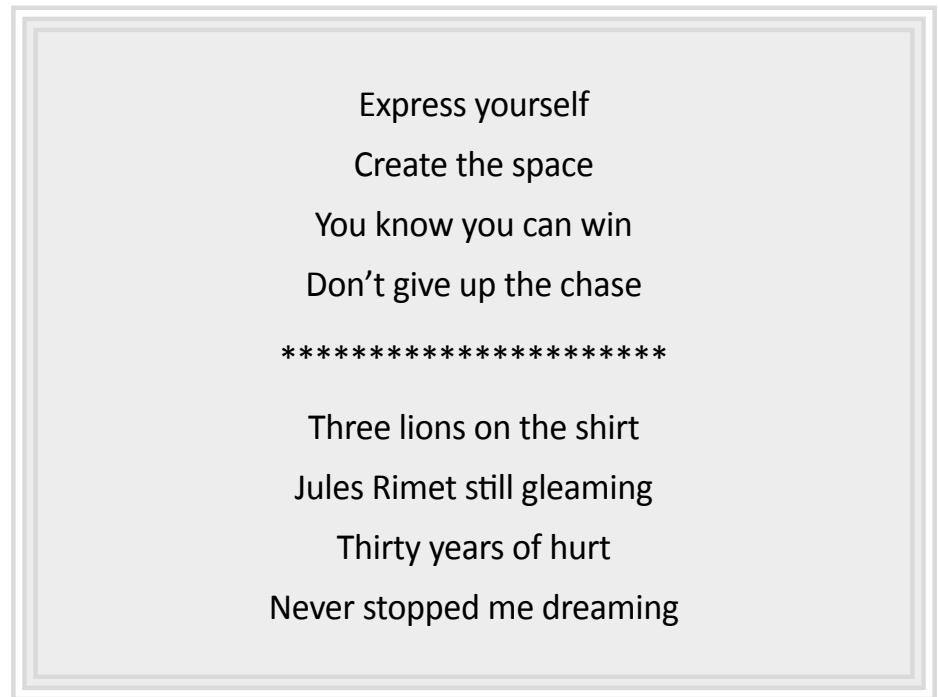 Express yourself
Create the space
You know you can win
Don’t give up the chase
**********************
Three lions on the shirt
Jules Rimet still gleaming
Thirty years of hurt
Never stopped me dreaming